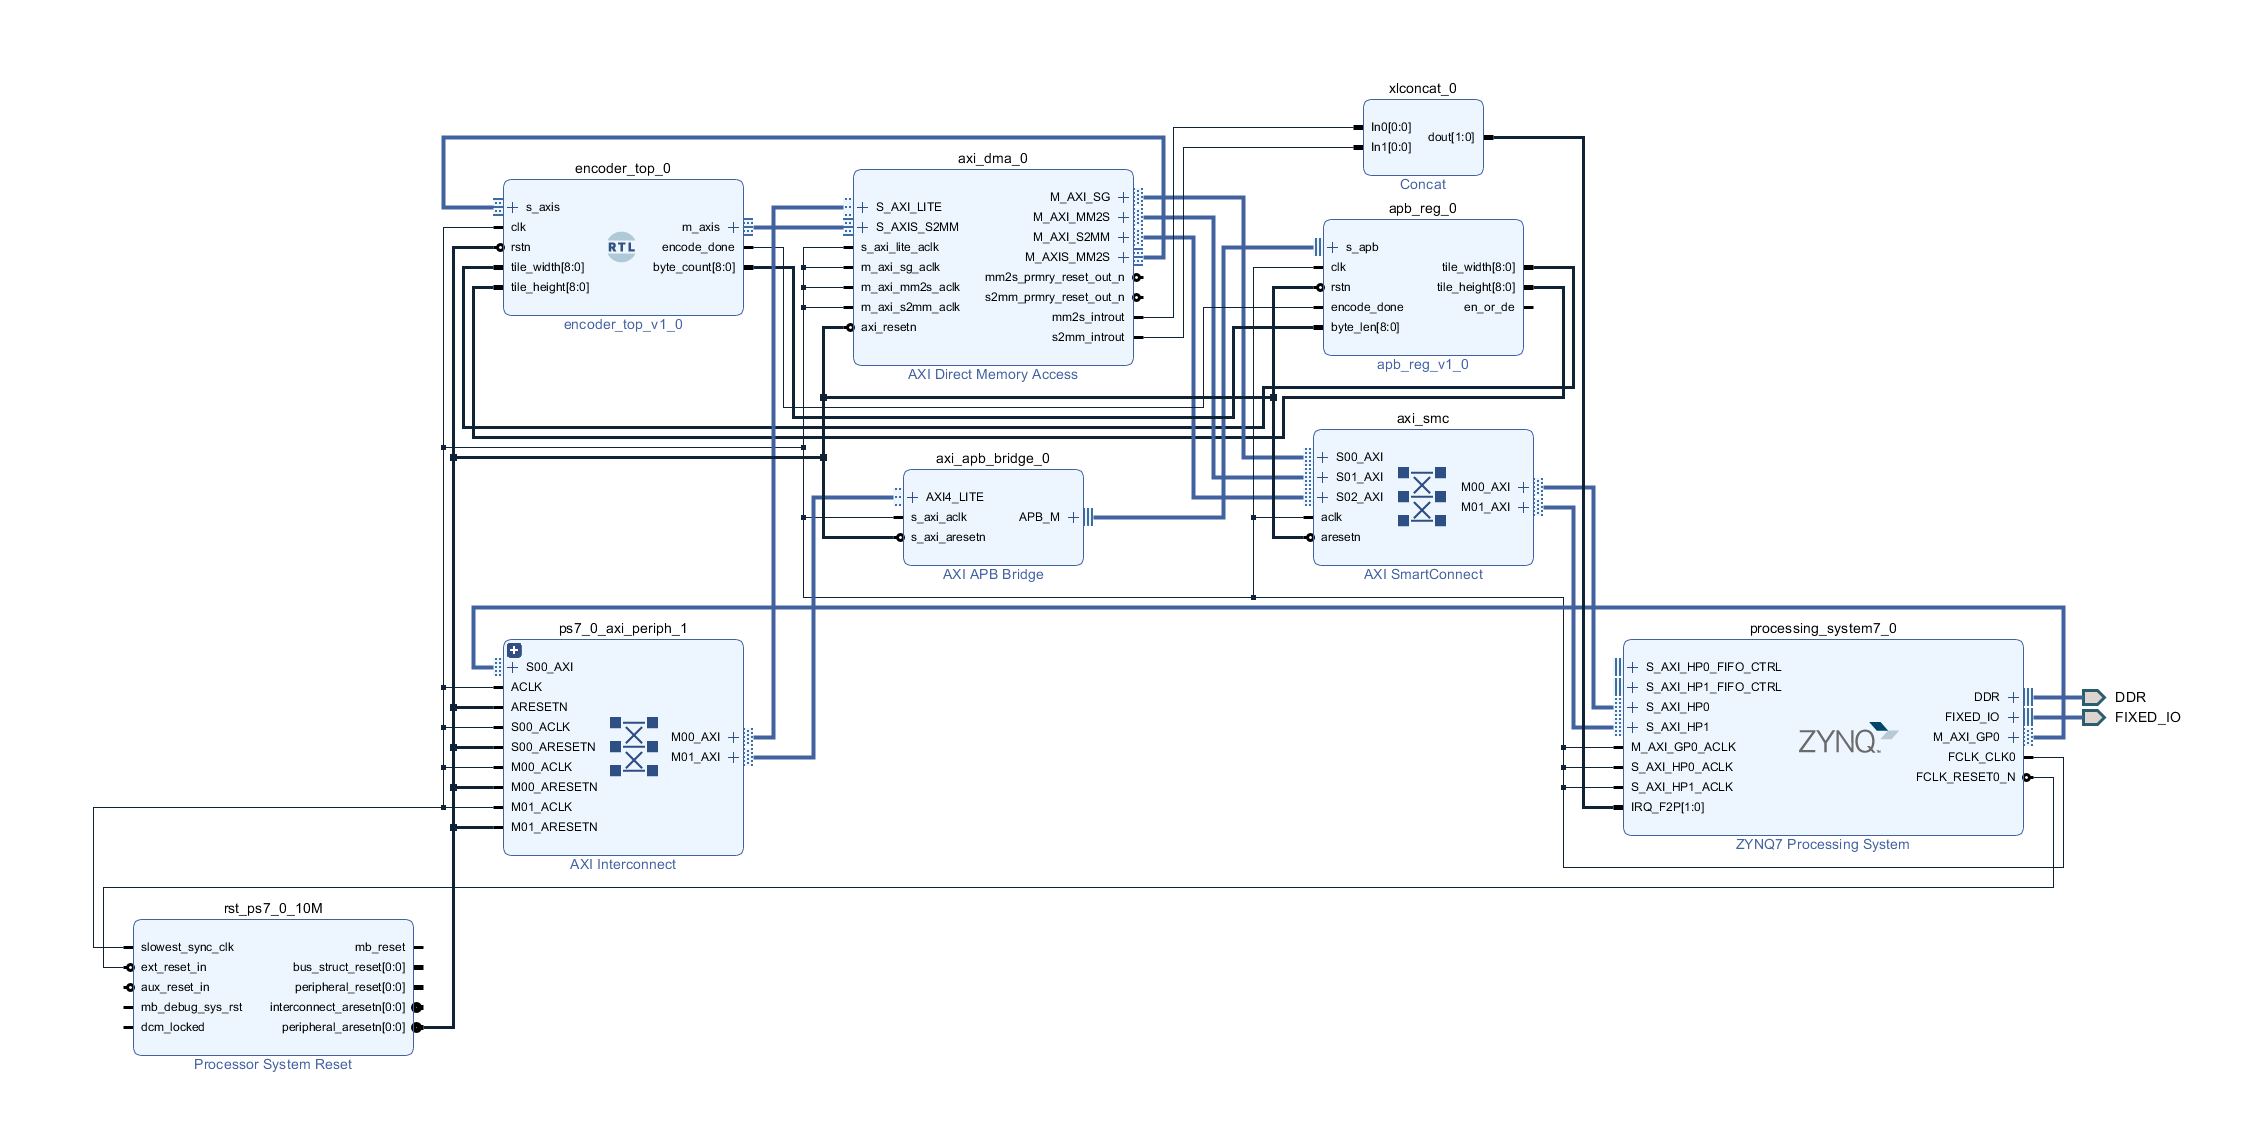 xlconcat_0
In0[0:0]
In1[0:0]
dout[1:0]
Concat
encoder_top_0
s_axis
clk
rstn
tile_width[8:0]
tile_height[8:0]
RTL
m_axis
encode_done
byte_count[8:0]
encoder_top_v1_0
axi_dma_0
S_AXI_LITE
S_AXIS_S2MM
s_axi_lite_aclk
m_axi_sg_aclk
m_axi_mm2s_aclk
m_axi_s2mm_aclk
axi_resetn
M_AXI_SG
M_AXI_MM2S
M_AXI_S2MM
M_AXIS_MM2S
mm2s_prmry_reset_out_n
s2mm_prmry_reset_out_n
mm2s_introut
s2mm_introut
AXI Direct Memory Access
apb_reg_0
s_apb
clk
rstn
encode_done
byte_len[8:0]
tile_width[8:0]
tile_height[8:0]
en_or_de
apb_reg_v1_0
axi_apb_bridge_0
AXI4_LITE
s_axi_aclk
s_axi_aresetn
APB_M
AXI APB Bridge
axi_smc
S00_AXI
S01_AXI
S02_AXI
aclk
aresetn
M00_AXI
M01_AXI
AXI SmartConnect
ps7_0_axi_periph_1
S00_AXI
ACLK
ARESETN
S00_ACLK
S00_ARESETN
M00_ACLK
M00_ARESETN
M01_ACLK
M01_ARESETN
M00_AXI
M01_AXI
AXI Interconnect
processing_system7_0
S_AXI_HP0_FIFO_CTRL
S_AXI_HP1_FIFO_CTRL
S_AXI_HP0
S_AXI_HP1
M_AXI_GP0_ACLK
S_AXI_HP0_ACLK
S_AXI_HP1_ACLK
IRQ_F2P[1:0]
ZYNQ
DDR
FIXED_IO
M_AXI_GP0
FCLK_CLK0
FCLK_RESET0_N
ZYNQ7 Processing System
DDR
FIXED_IO
rst_ps7_0_10M
slowest_sync_clk
ext_reset_in
aux_reset_in
mb_debug_sys_rst
dcm_locked
mb_reset
bus_struct_reset[0:0]
peripheral_reset[0:0]
interconnect_aresetn[0:0]
peripheral_aresetn[0:0]
Processor System Reset